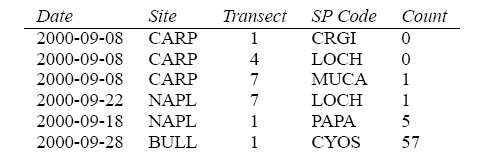 Date Site Transect SP Code Count
2000-09-08 CARP 1 CRGI 0
2000-09-08 CARP 4 LOCH 0
2000-09-08 CARP 7 MUCA 1
2000-09-22 NAPL 7 LOCH 1
2000-09-18 NAPL 1 PAPA 5
2000-09-28 BULL 1 CYOS 57